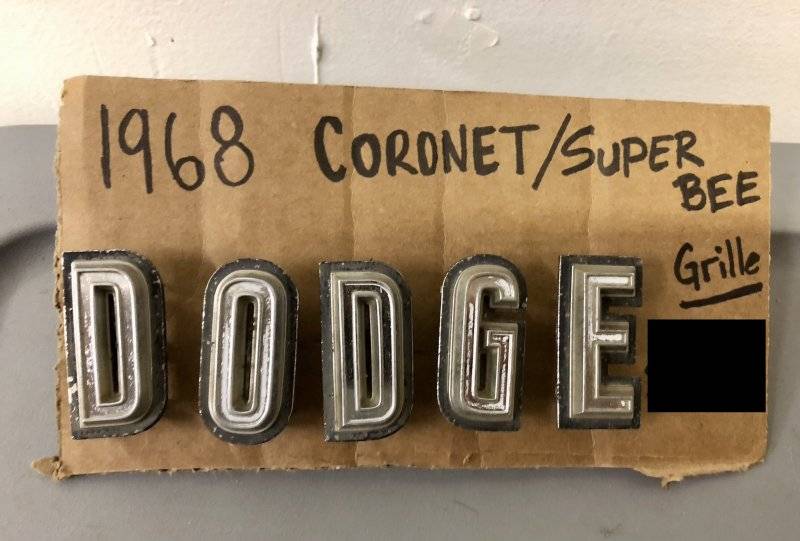 1968 CORONET/SUPER
BEE
Grille
DODGE